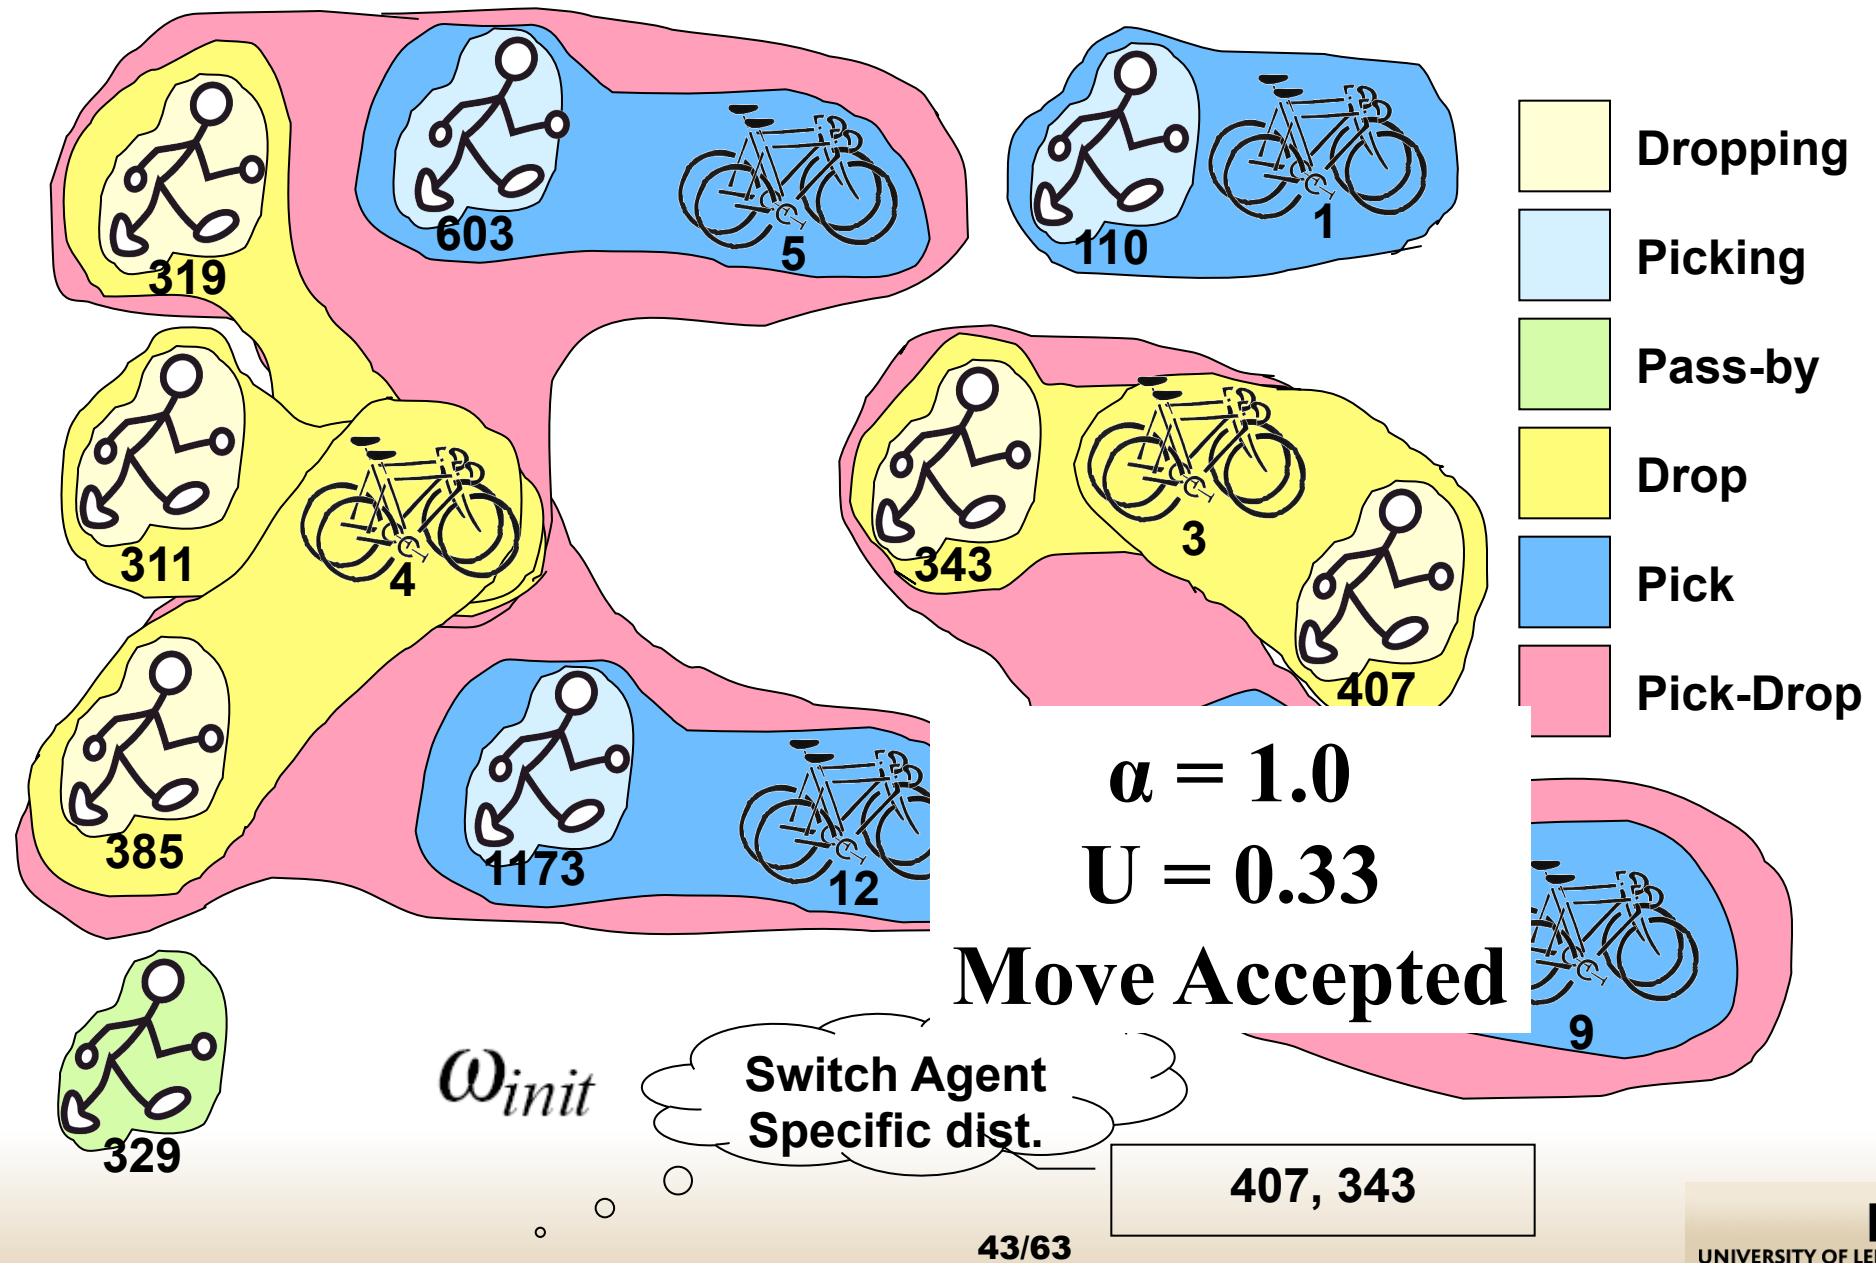 319
603
5
110
1
311
4
343
3
407
385
1173
12
9
329
Dropping
Picking
Pass-by
Drop
Pick
Pick-Drop
α = 1.0
U = 0.33
Move Accepted
ω init
Switch Agent
Specific dist.
407, 343
43/63
UNIVERSITY OF